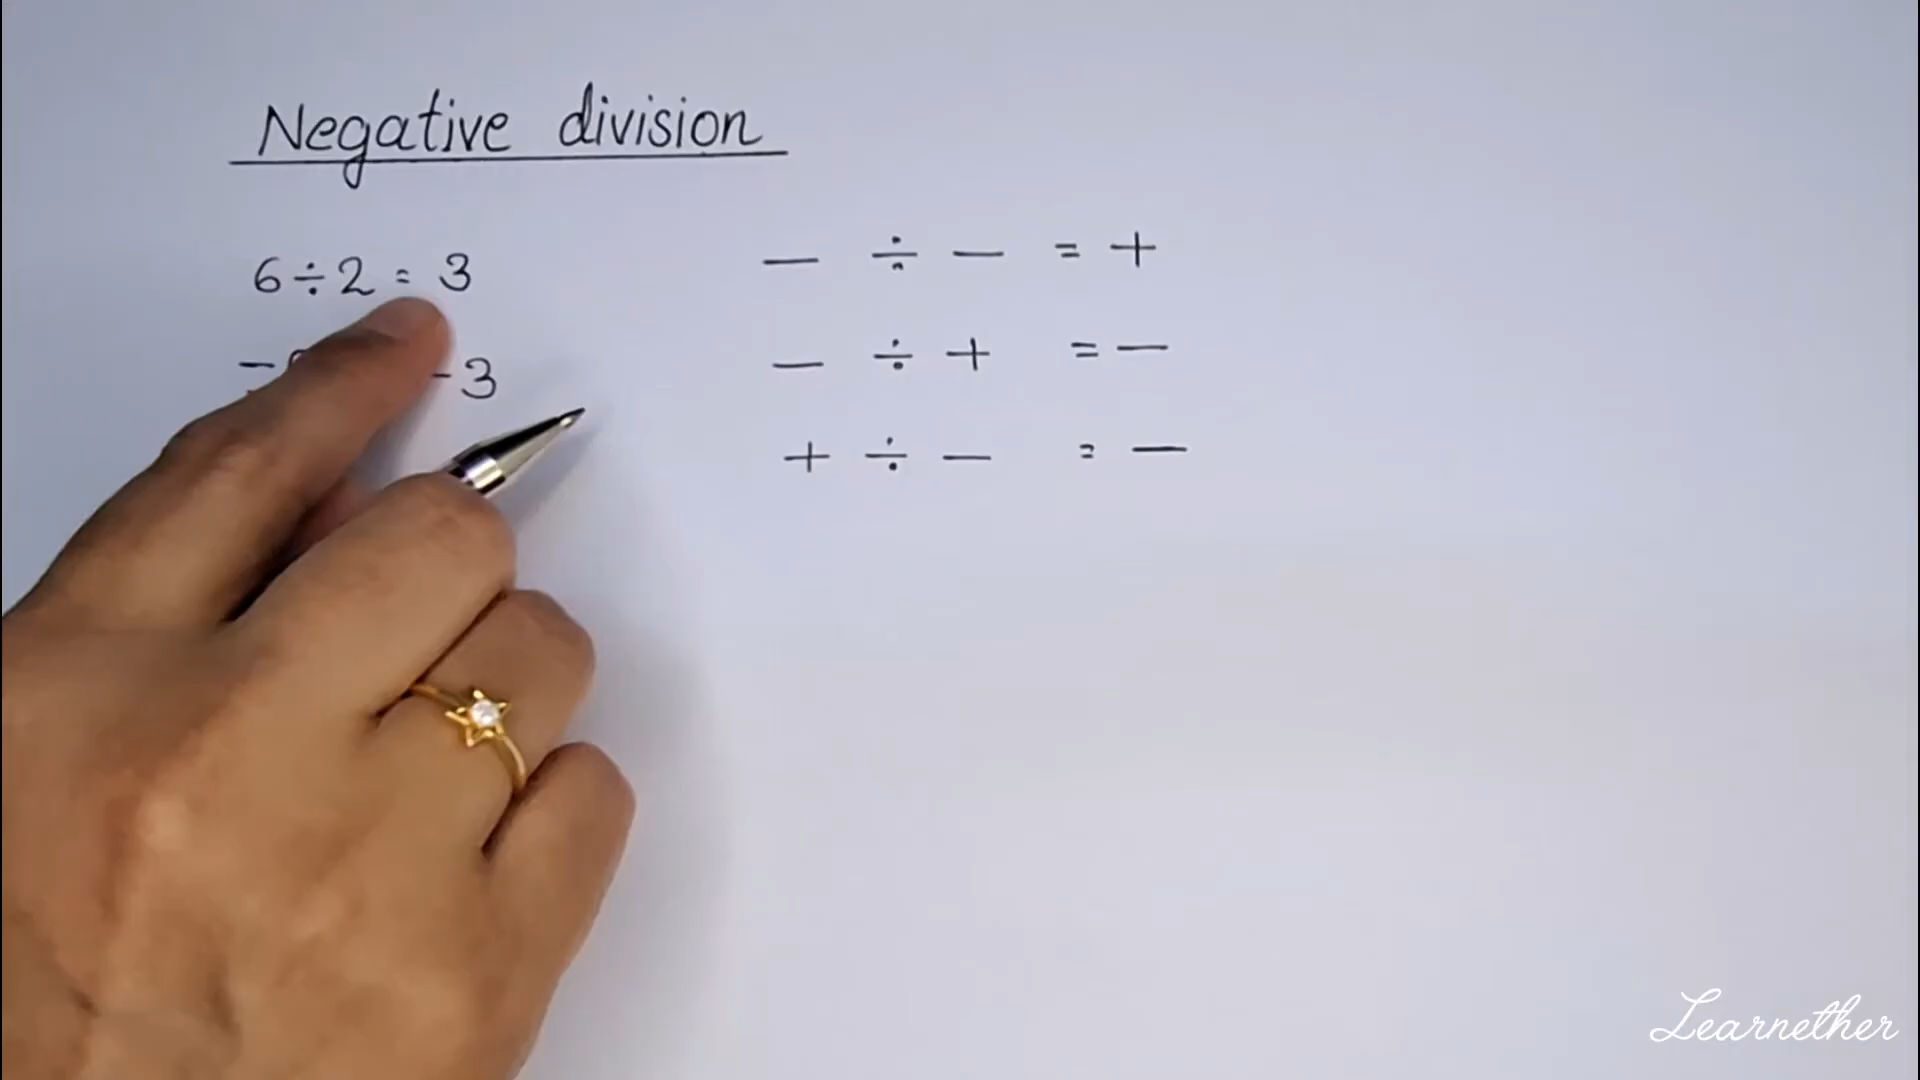 Negative division
6 ÷ 2 = 3
- -3
— ÷ — = +
— ÷ + = —
+ ÷ — = —
Learnether